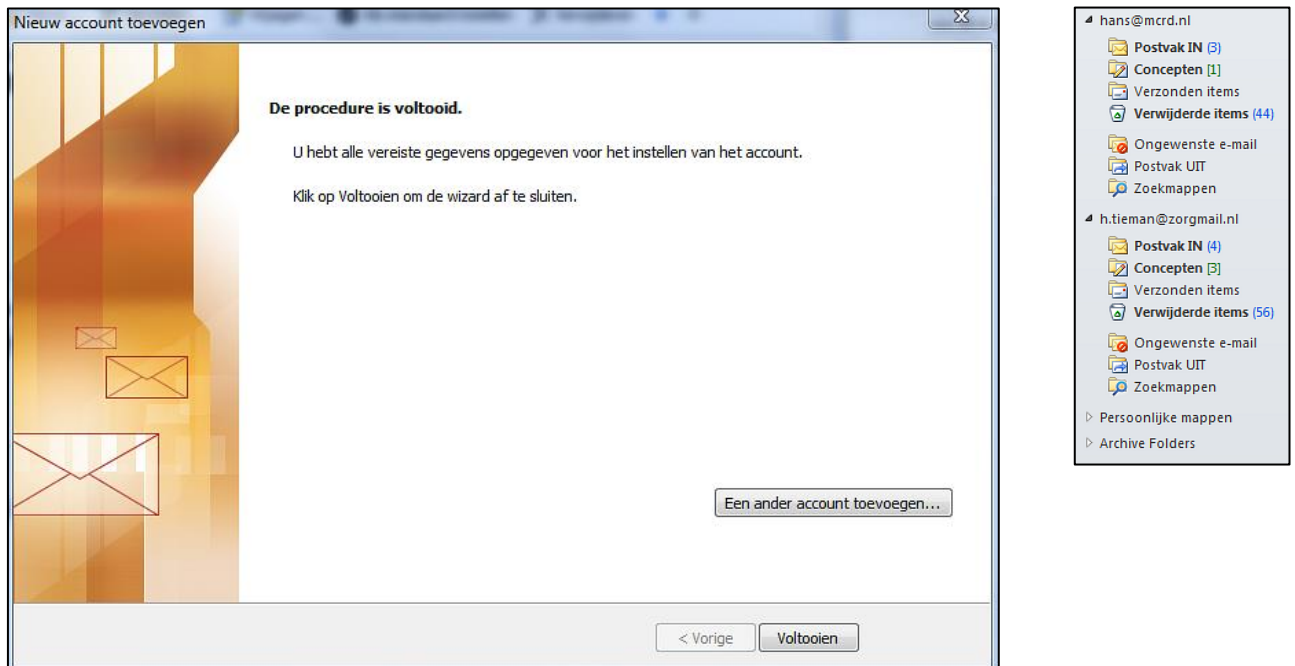 Nieuw account toevoegen
De procedure is voltooid.
U hebt alle vereiste gegevens opgegeven voor het instellen van het account.
Klik op Voltooien om de wizard af te sluiten.
Een ander account toevoegen...
< Vorige
Voltooien
hans@mcrd.nl
Postvak IN (3)
Concepten [1]
Verzonden items
Verwijderde items (44)
Ongewenste e-mail
Postvak UIT
Zoekmappen
h.tieman@zorgmail.nl
Postvak IN (4)
Concepten [3]
Verzonden items
Verwijderde items (56)
Ongewenste e-mail
Postvak UIT
Zoekmappen
Persoonlijke mappen
Archive Folders